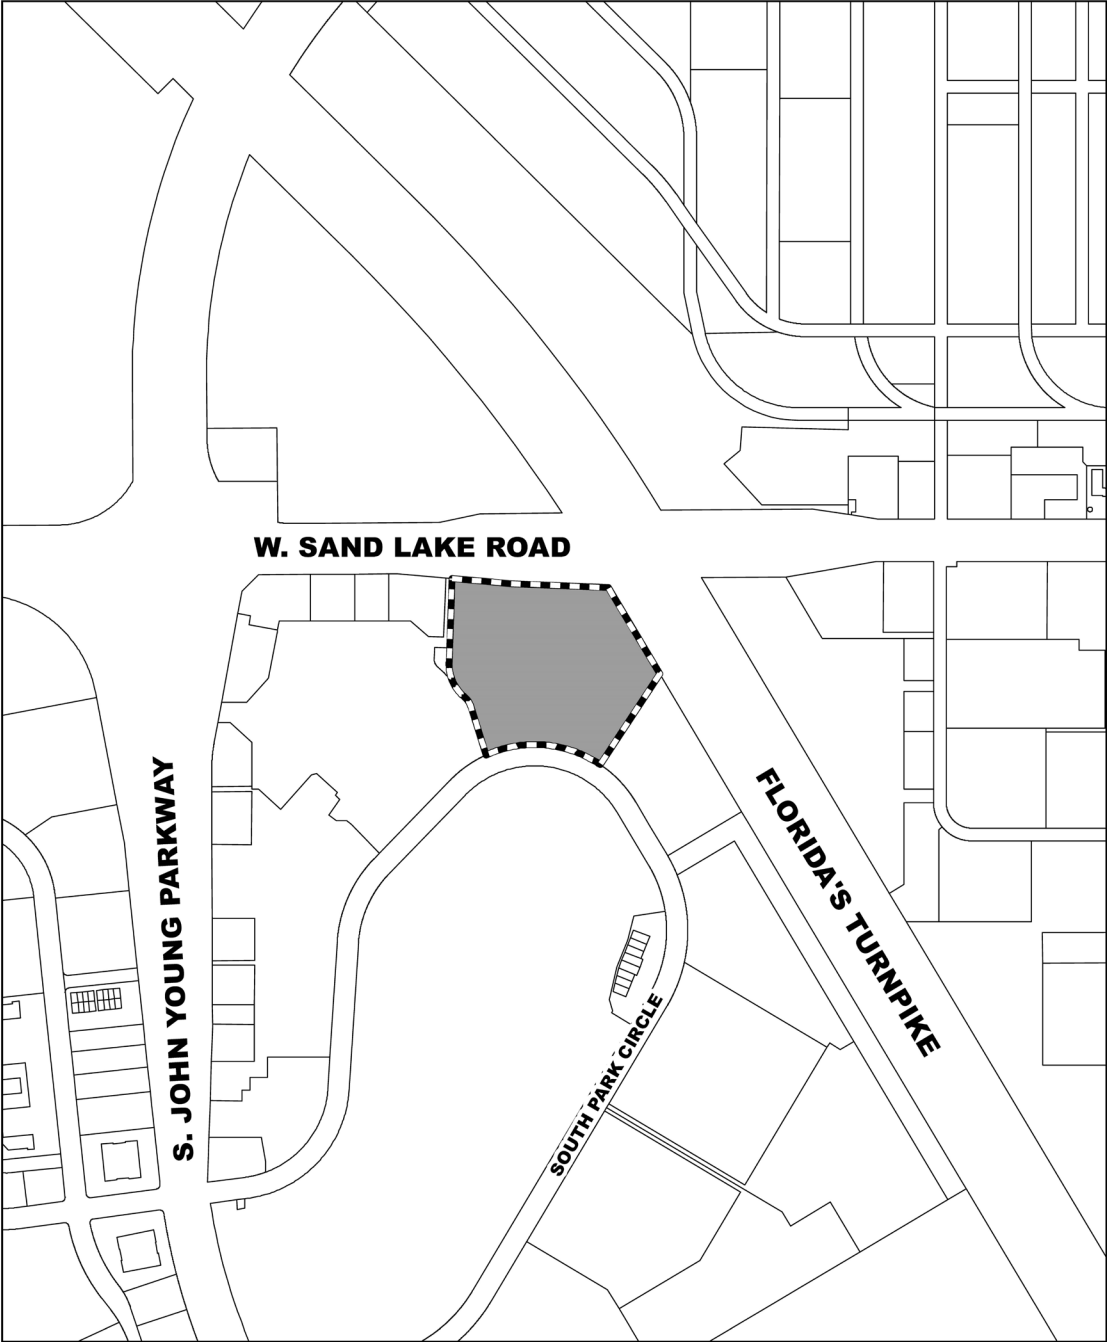 W. SAND LAKE ROAD
S. JOHN YOUNG PARKWAY
FLORIDA'S TURNPIKE
SOUTH PARK CIRCLE